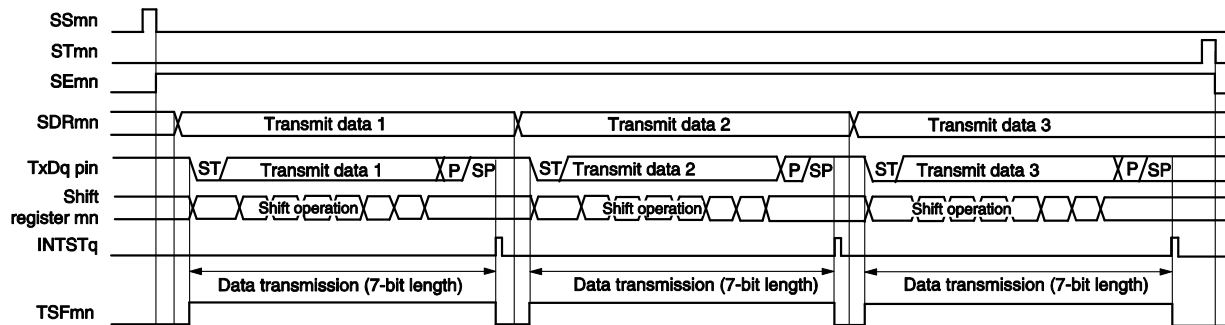 SSmn
STmn
SEmn
SDRmn Transmit data 1 Transmit data 2 Transmit data 3
TxDq pin ST Transmit data 1 P SP ST Transmit data 2 P SP ST Transmit data 3 P SP
Shift
register mn Shift operation Shift operation Shift operation
INTSTq
Data transmission (7-bit length) Data transmission (7-bit length) Data transmission (7-bit length)
TSFmn